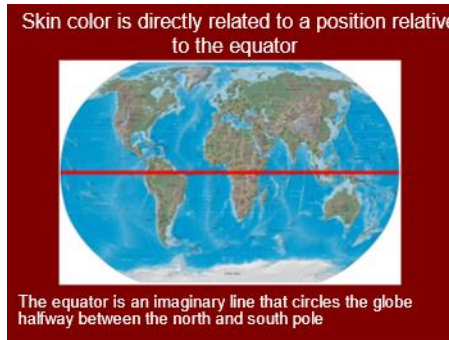 Skin color is directly related to a position relative
to the equator
The equator is an imaginary line that circles the globe
halfway between the north and south pole